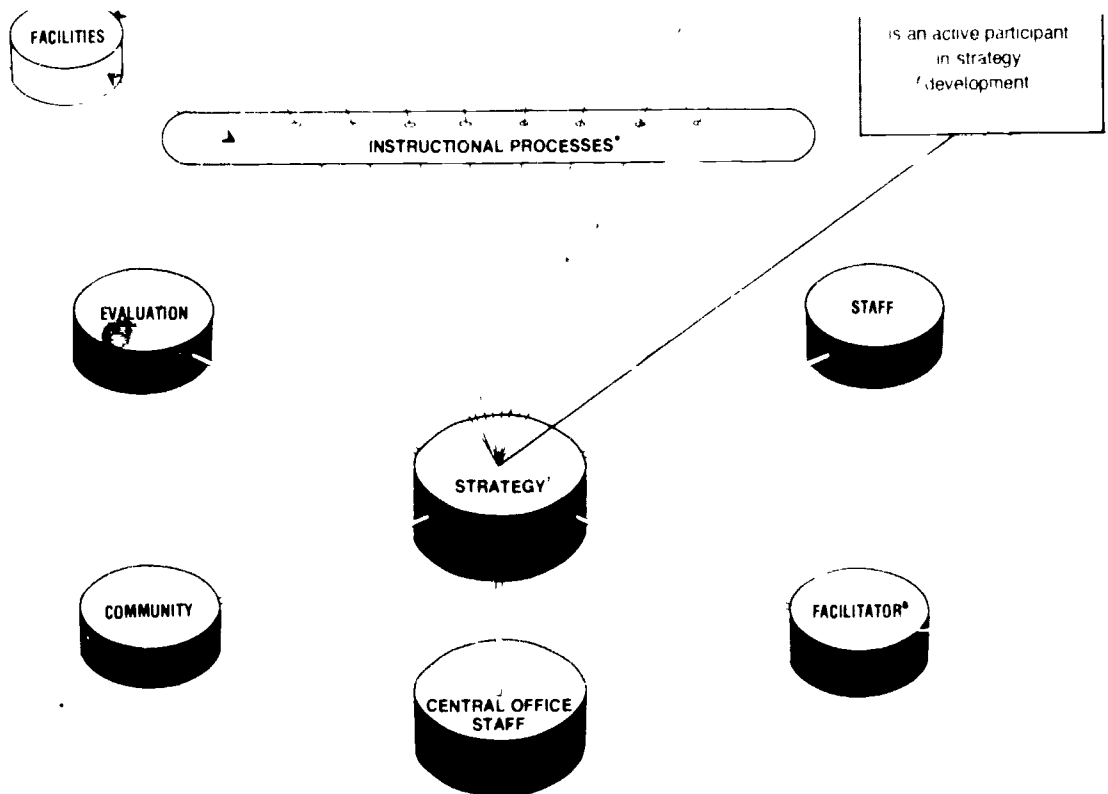 FACILITIES
is an active participant
in strategy
development
INSTRUCTIONAL PROCESSES*
EVALUATION
STAFF
STRATEGY
COMMUNITY
FACILITATOR
CENTRAL OFFICE
STAFF